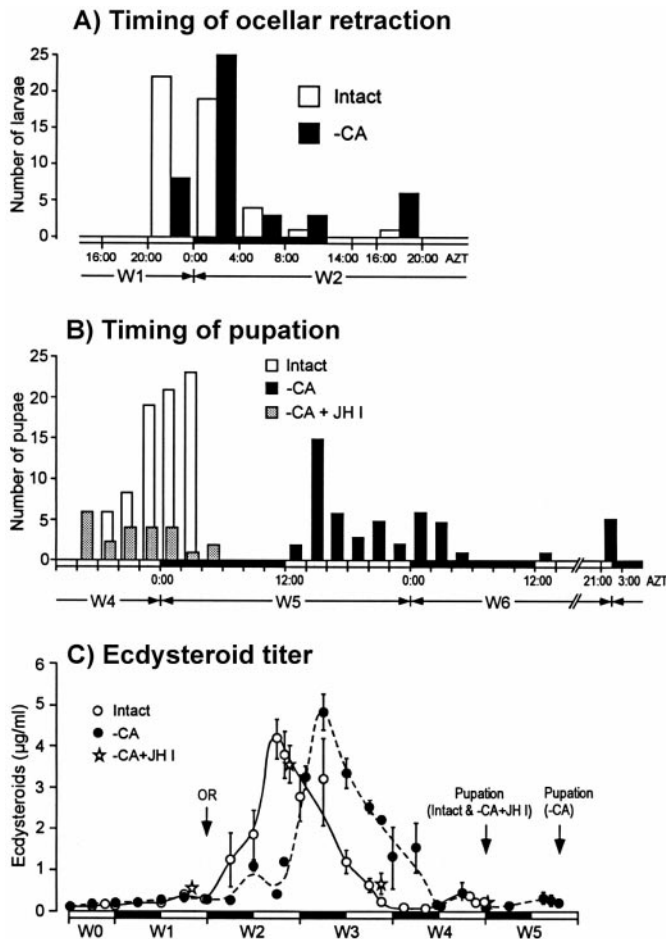 A) Timing of ocellar retraction
25
20
15
10
5
0
Number of larvae
Intact
-CA
16:00 20:00 0:00 4:00 8:00 12:00 14:00 16:00 20:00 AZT
W1 W2
B) Timing of pupation
25
20
15
10
5
0
Number of pupae
Intact
-CA
-CA + JH I
0:00 12:00 0:00 12:00 21:00 3:00 AZT
W4 W5 W6
C) Ecdysteroid titer
6
5
4
3
2
1
0
Ecdysteroids (µg/ml)
Intact
-CA
-CA+JH I
OR
Pupation
(Intact & -CA+JH I)
Pupation
(-CA)
W0 W1 W2 W3 W4 W5